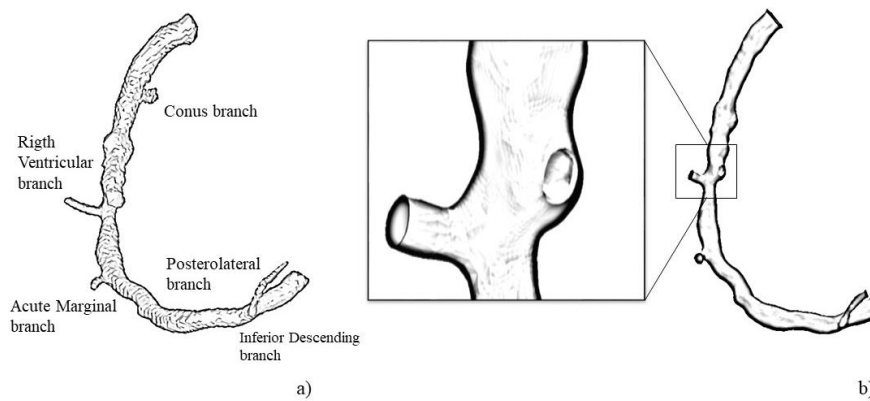 Conus branch
Rigth
Ventricular
branch
Posterolateral
branch
Acute Marginal
branch
Inferior Descending
branch
a)
b)